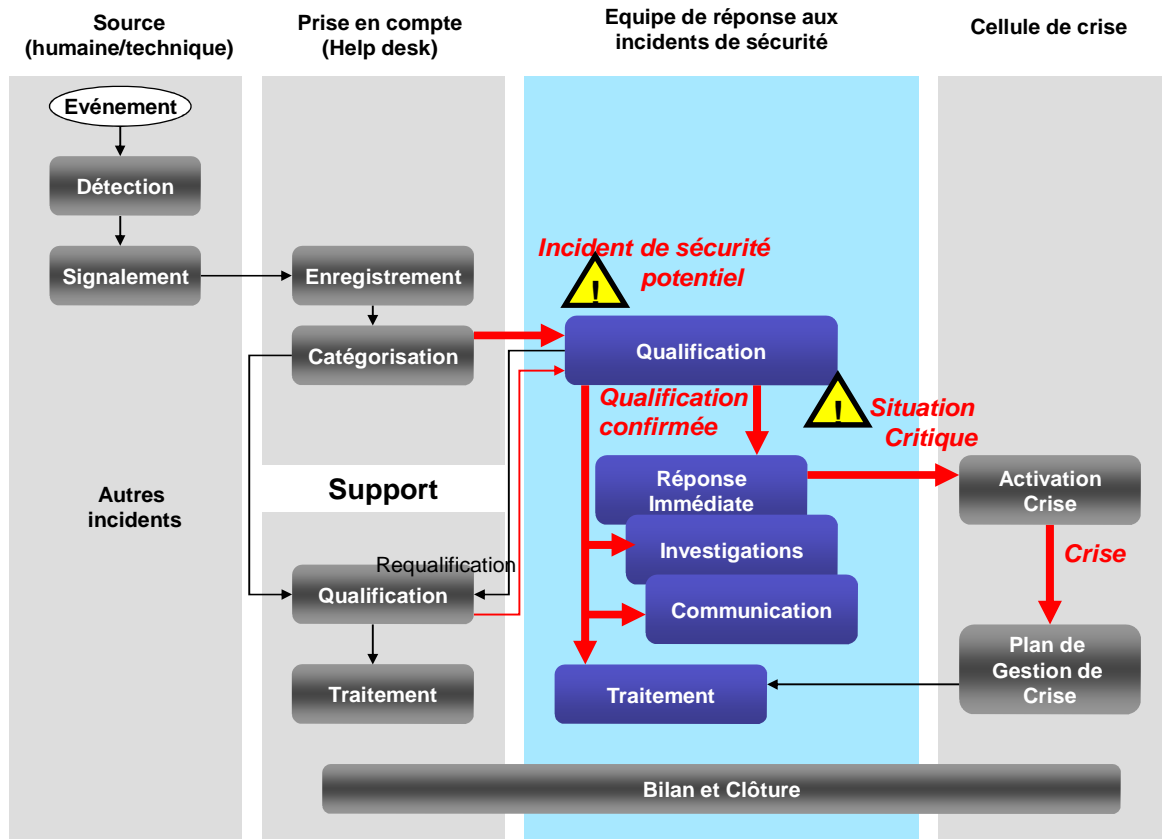 Source
(humaine/technique)
Prise en compte
(Help desk)
Equipe de réponse aux
incidents de sécurité
Cellule de crise
Evénement
Détection
Signalement
Enregistrement
Catégorisation
Incident de sécurité
potentiel
!
Qualification
Qualification
confirmée
!
Situation
Critique
Réponse
Immédiate
Activation
Crise
Support
Autres
incidents
Investigations
Crise
Requalification
Qualification
Communication
Traitement
Traitement
Plan de
Gestion de
Crise
Bilan et Clôture